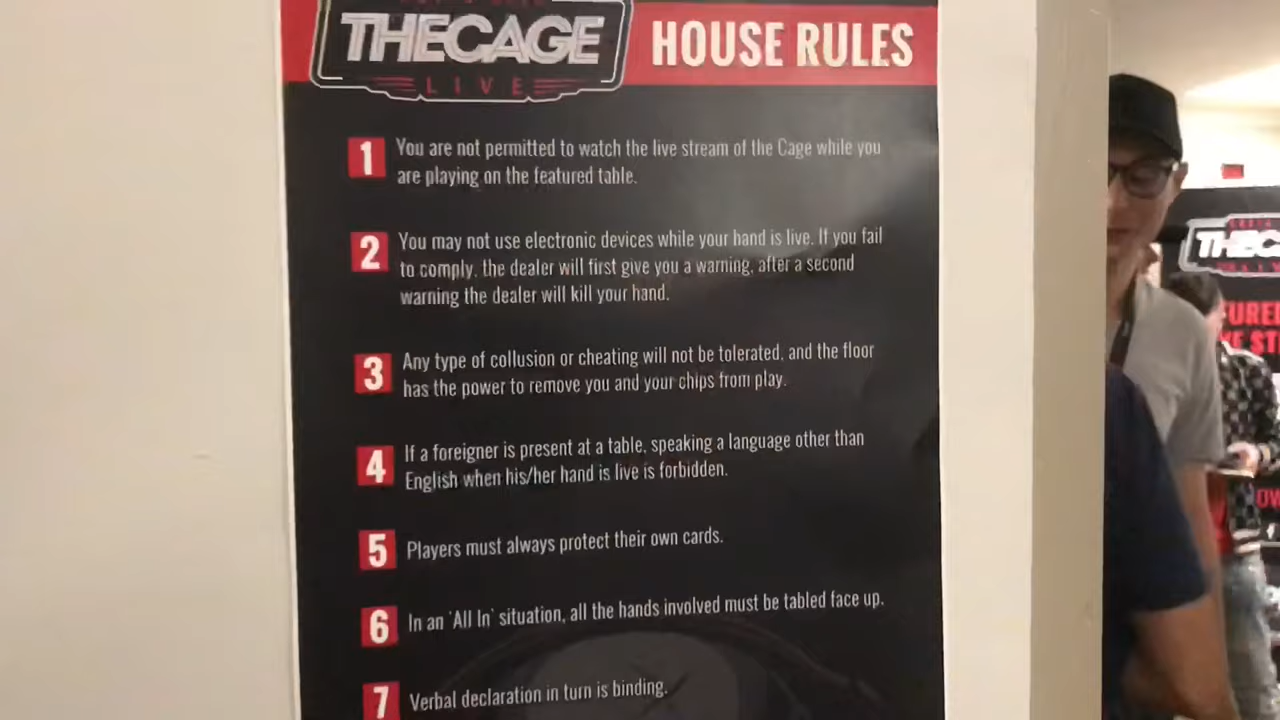 THECAGE
LIVE
HOUSE RULES
1 You are not permitted to watch the live stream of the Cage while you
are playing on the featured table.
2 You may not use electronic devices while your hand is live. If you fail
to comply, the dealer will first give you a warning, after a second
warning the dealer will kill your hand.
3 Any type of collusion or cheating will not be tolerated, and the floor
has the power to remove you and your chips from play.
4 If a foreigner is present at a table, speaking a language other than
English when his/her hand is live is forbidden.
5 Players must always protect their own cards.
6 In an 'All In' situation, all the hands involved must be tabled face up.
7 Verbal declaration in turn is binding.
THEC